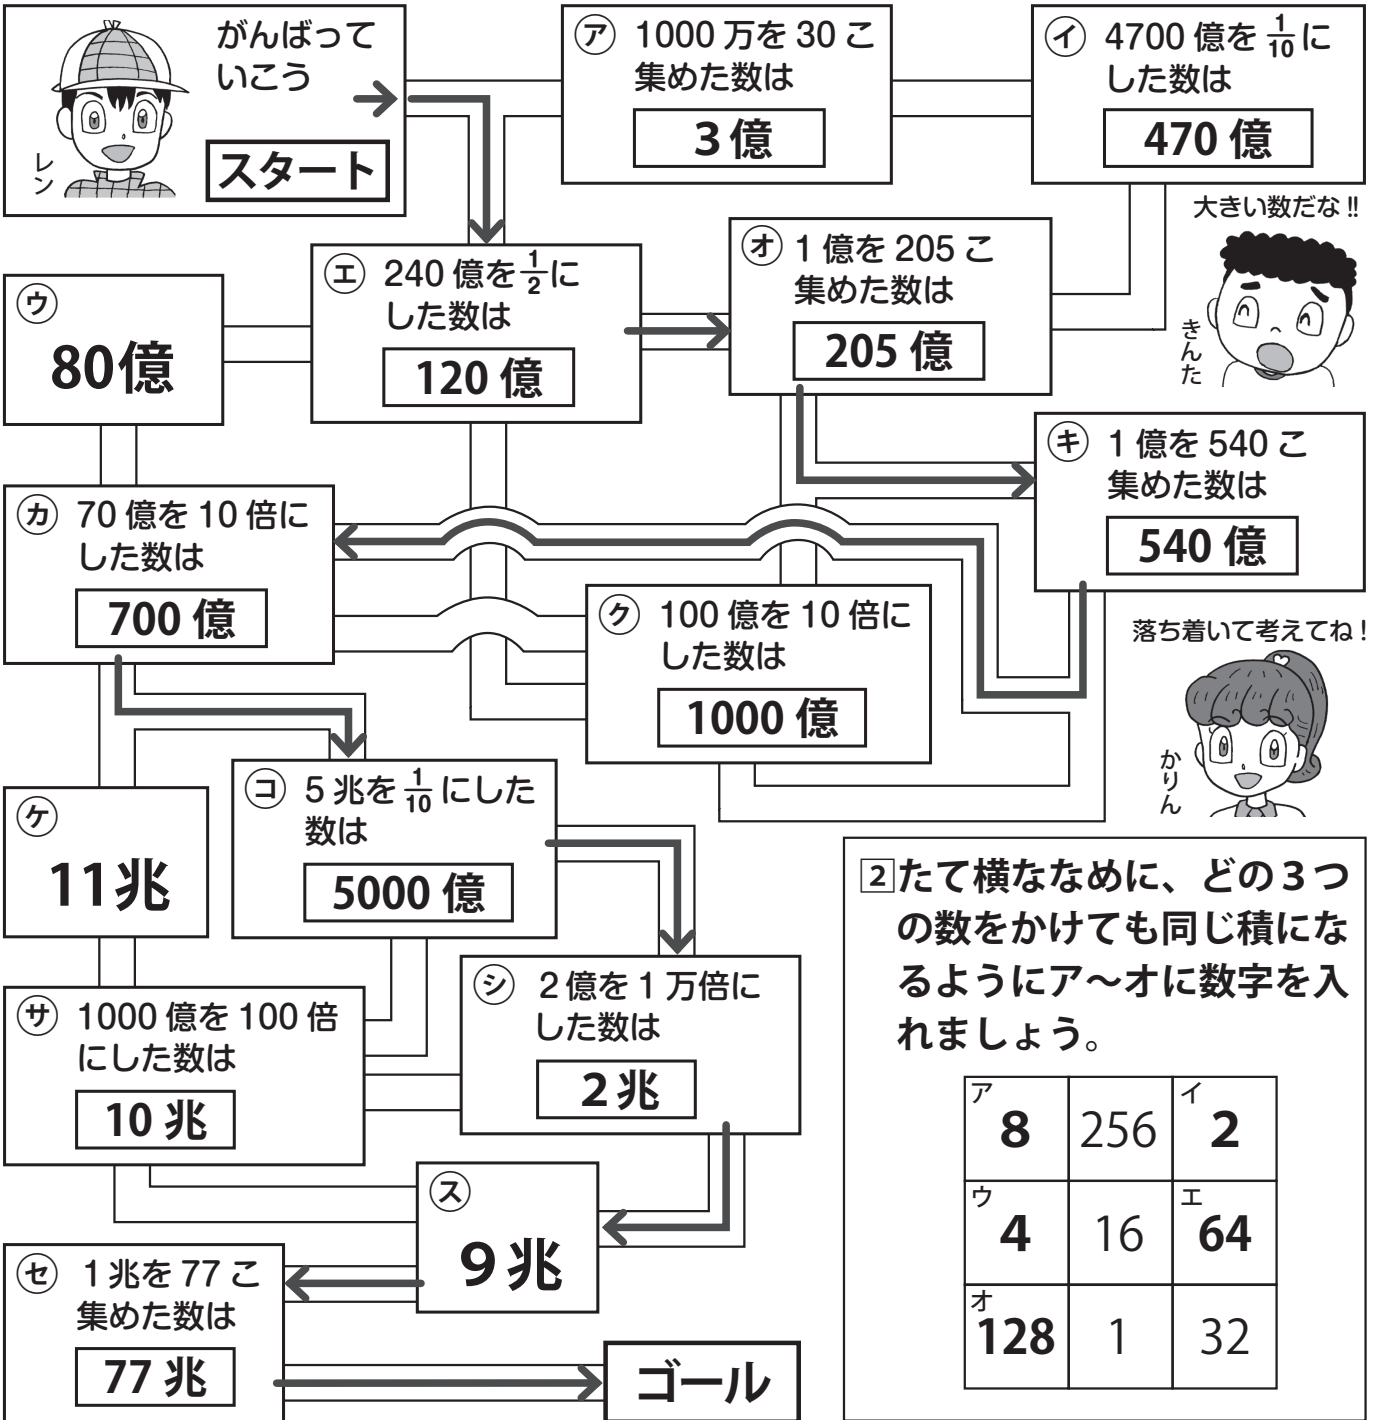 がんばって
いこう
スタート
レン
ア 1000万を30こ
集めた数は
3億
イ 4700億を1/10に
した数は
470億
大きい数だな!!
きんた
ウ
80億
エ 240億を1/2に
した数は
120億
オ 1億を205こ
集めた数は
205億
カ 70億を10倍に
した数は
700億
キ 1億を540こ
集めた数は
540億
ク 100億を10倍に
した数は
1000億
落ち着いて考えてね!
かりん
ケ
11兆
コ 5兆を1/10にした
数は
5000億
サ 1000億を100倍
にした数は
10兆
シ 2億を1万倍に
した数は
2兆
ス
9兆
セ 1兆を77こ
集めた数は
77兆
ゴール
2 たて横ななめに、どの3つ
の数をかけても同じ積にな
るようにア〜オに数字を入
れましょう。
ア 8 256 イ 2
ウ 4 16 エ 64
オ 128 1 32